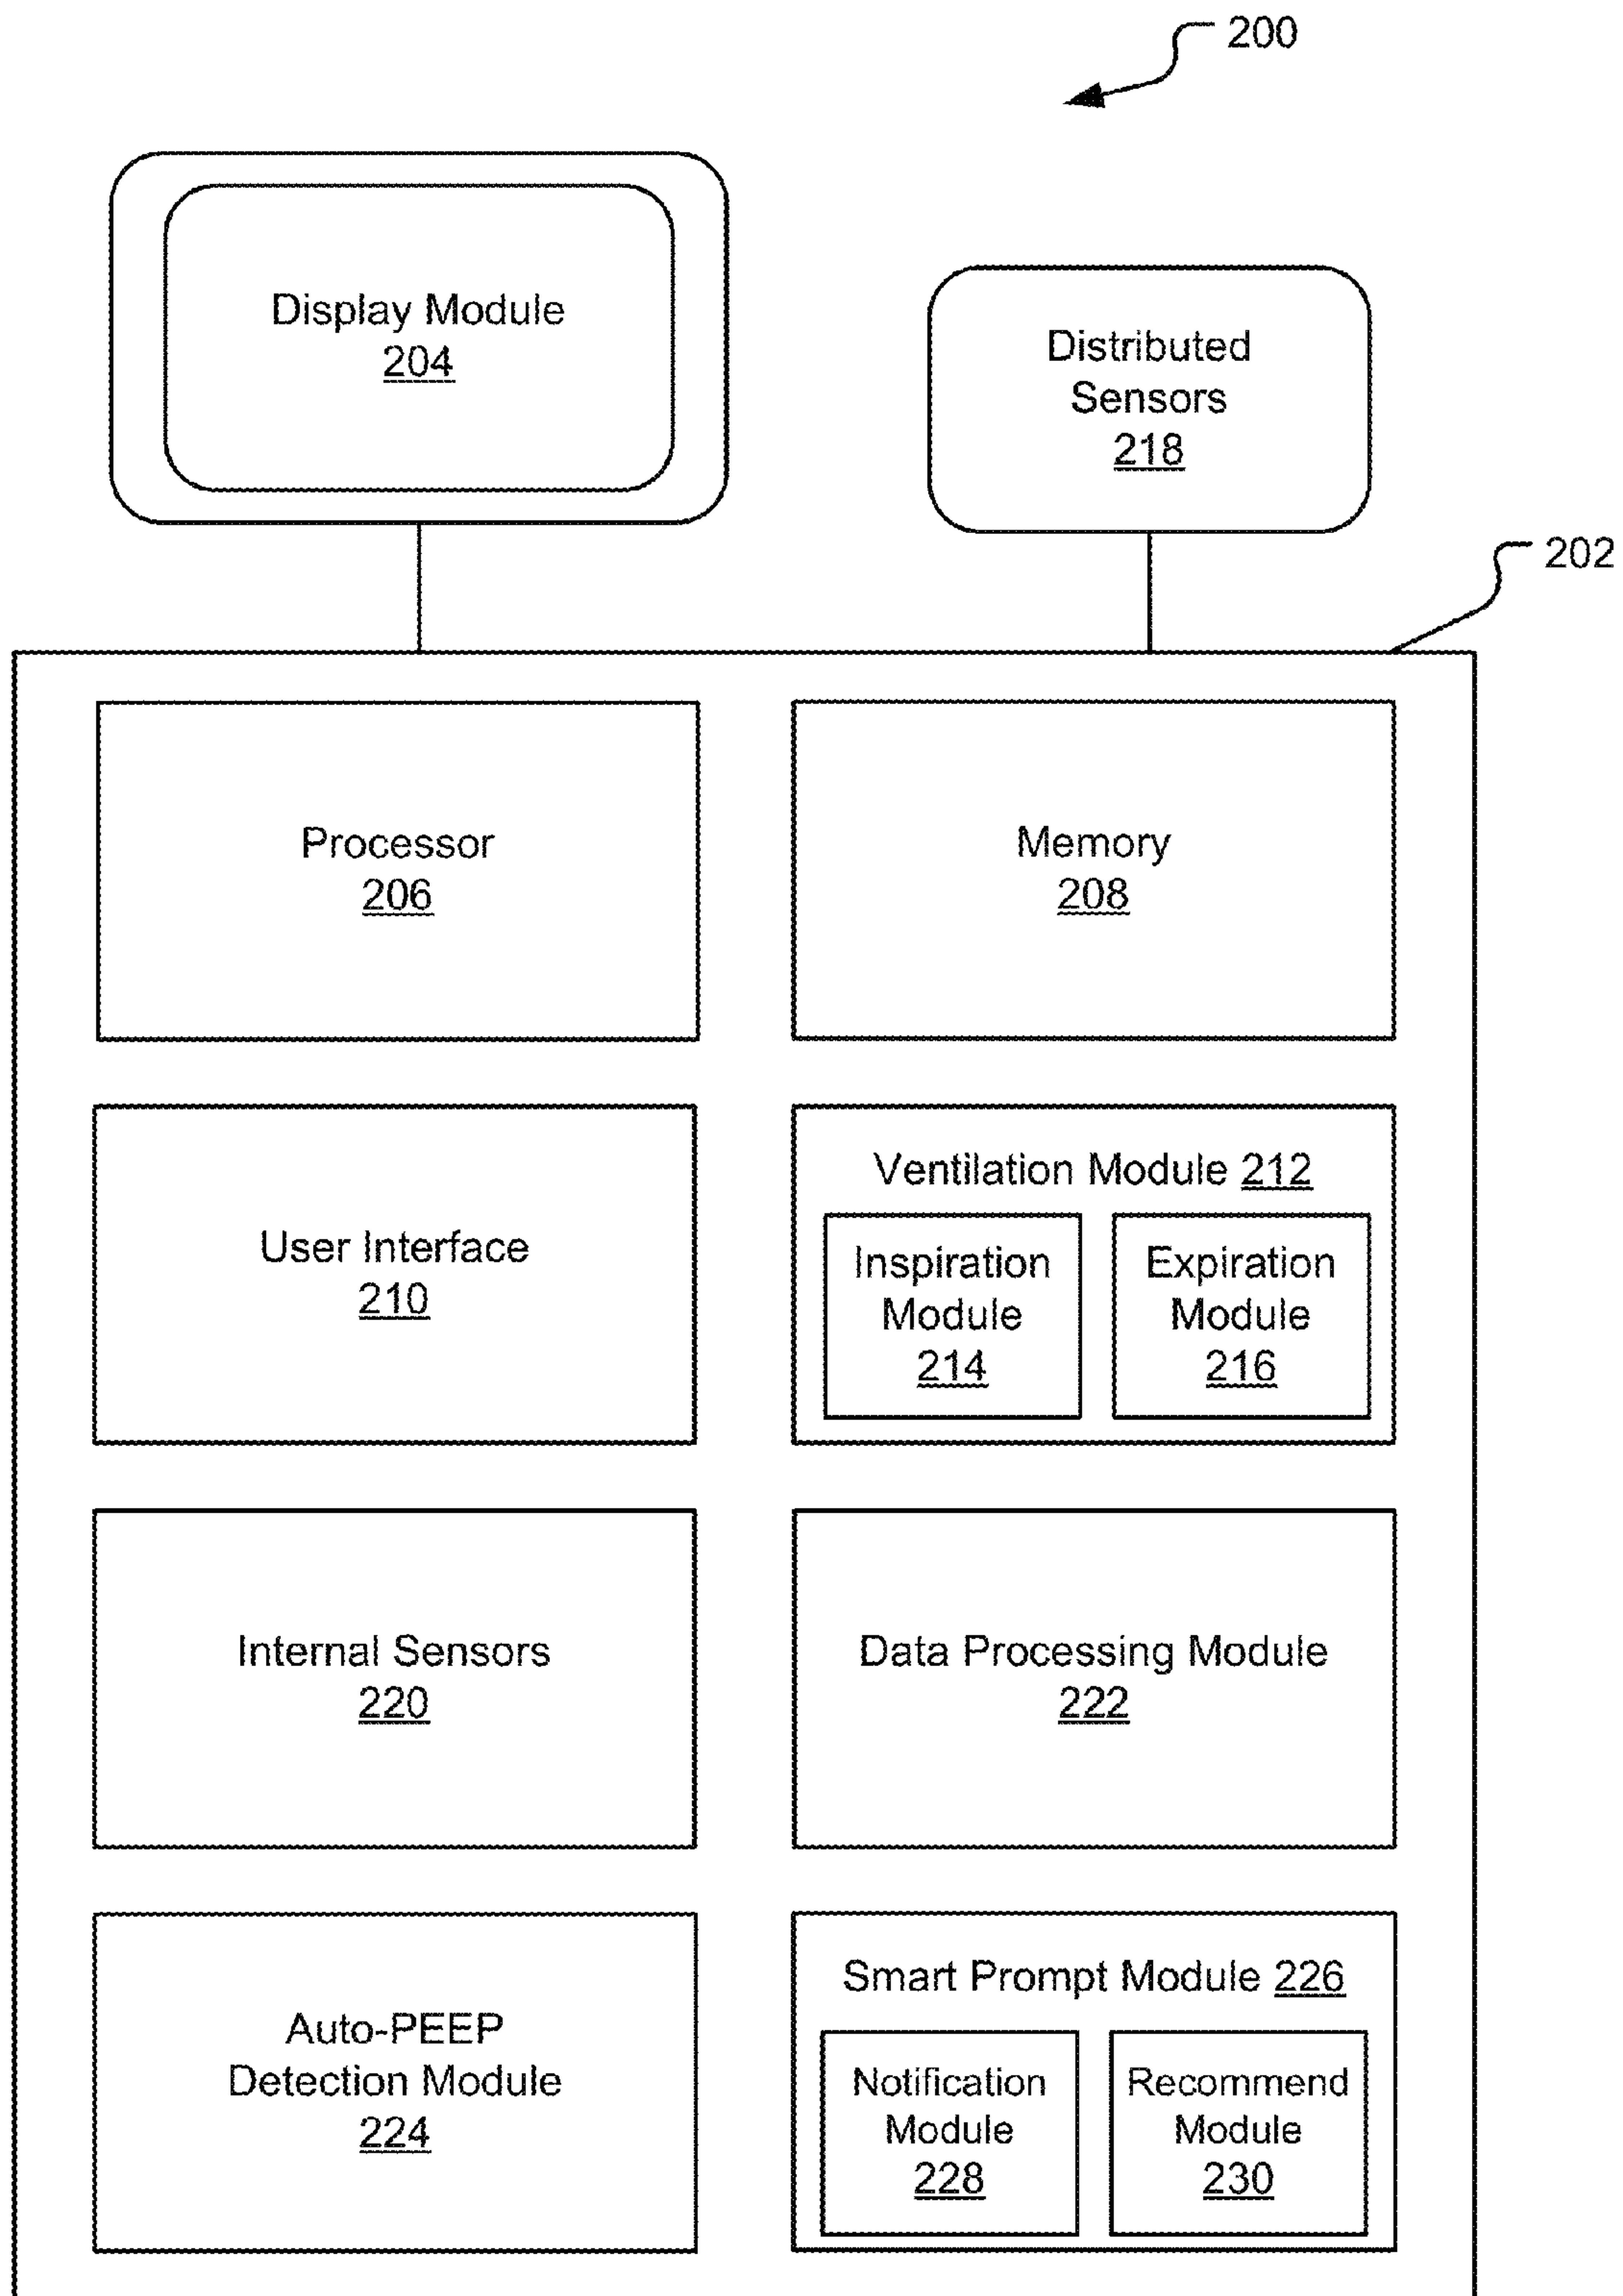 200
Display Module
204
Distributed
Sensors
218
202
Processor
206
Memory
208
User Interface
210
Ventilation Module 212
Inspiration
Module
214
Expiration
Module
216
Internal Sensors
220
Data Processing Module
222
Auto-PEEP
Detection Module
224
Smart Prompt Module 226
Notification
Module
228
Recommend
Module
230